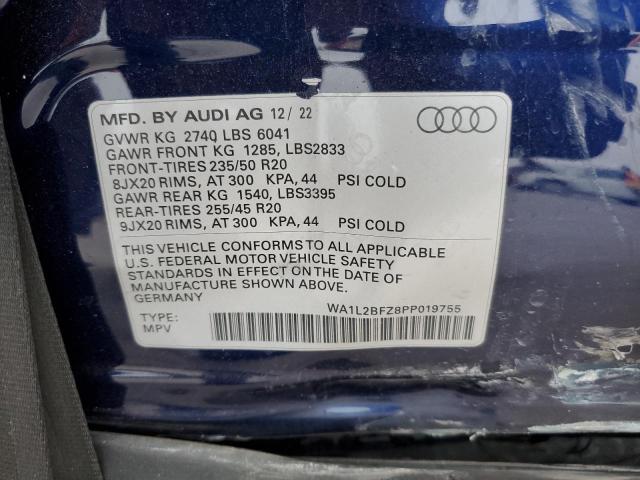 MFD. BY AUDI AG 12/ 22
GVWR KG 2740 LBS 6041
GAWR FRONT KG 1285, LBS2833
FRONT-TIRES 235/50 R20
8JX20 RIMS, AT 300 KPA, 44 PSI COLD
GAWR REAR KG 1540, LBS3395
REAR-TIRES 255/45 R20
9JX20 RIMS, AT 300 KPA, 44 PSI COLD
THIS VEHICLE CONFORMS TO ALL APPLICABLE
U.S. FEDERAL MOTOR VEHICLE SAFETY
STANDARDS IN EFFECT ON THE DATE OF
MANUFACTURE SHOWN ABOVE.
GERMANY
WA1L2BFZ8PP019755
TYPE:
MPV